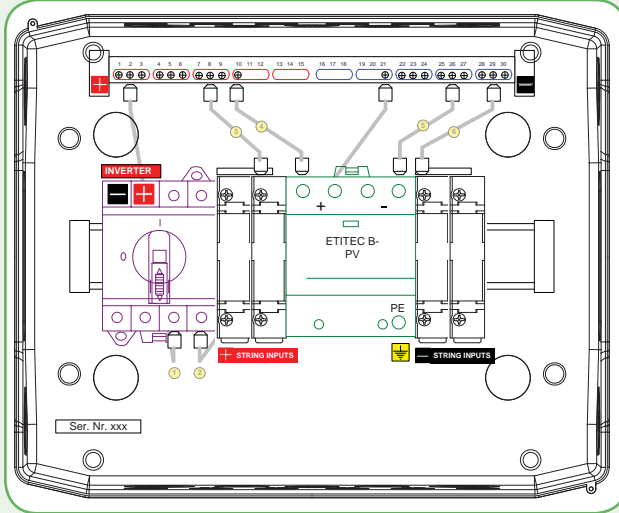 1 2 3 4 5 6 7 8 9 10 11 12 13 14 15 16 17 18 19 20 21 22 23 24 25 26 27 28 29 30
+ −
3 4 5 6
INVERTER
− +
+ -
I
ETITEC B-
PV
0
PE
+ STRING INPUTS
− STRING INPUTS
1 2
Ser. Nr. xxx